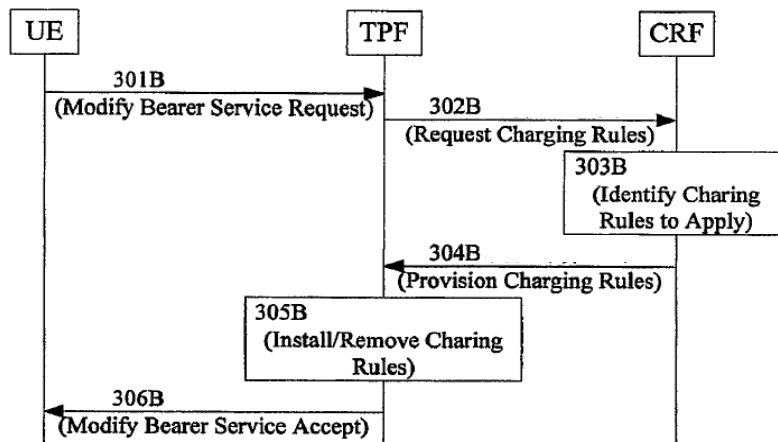 UE
TPF
CRF
301B
(Modify Bearer Service Request)
302B
(Request Charging Rules)
303B
(Identify Charing
Rules to Apply)
304B
(Provision Charging Rules)
305B
(Install/Remove Charing
Rules)
306B
(Modify Bearer Service Accept)